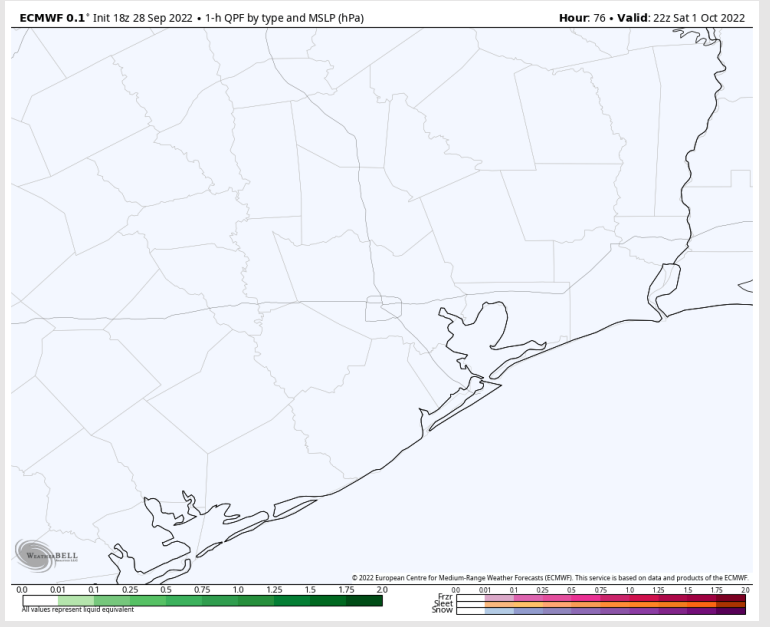 ECMWF 0.1° Init 18z 28 Sep 2022 • 1-h QPF by type and MSLP (hPa)
Hour: 76 • Valid: 22z Sat 1 Oct 2022
WeatherBELL
© 2022 European Centre for Medium-Range Weather Forecasts (ECMWF). This service is based on data and products of the ECMWF.
0.0 0.01 0.1 0.25 0.5 0.75 1.0 1.25 1.5 1.75 2.0
All values represent liquid equivalent
0.0 0.01 0.1 0.25 0.5 0.75 1.0 1.25 1.5 1.75 2.0
Frzr
Sleet
Snow